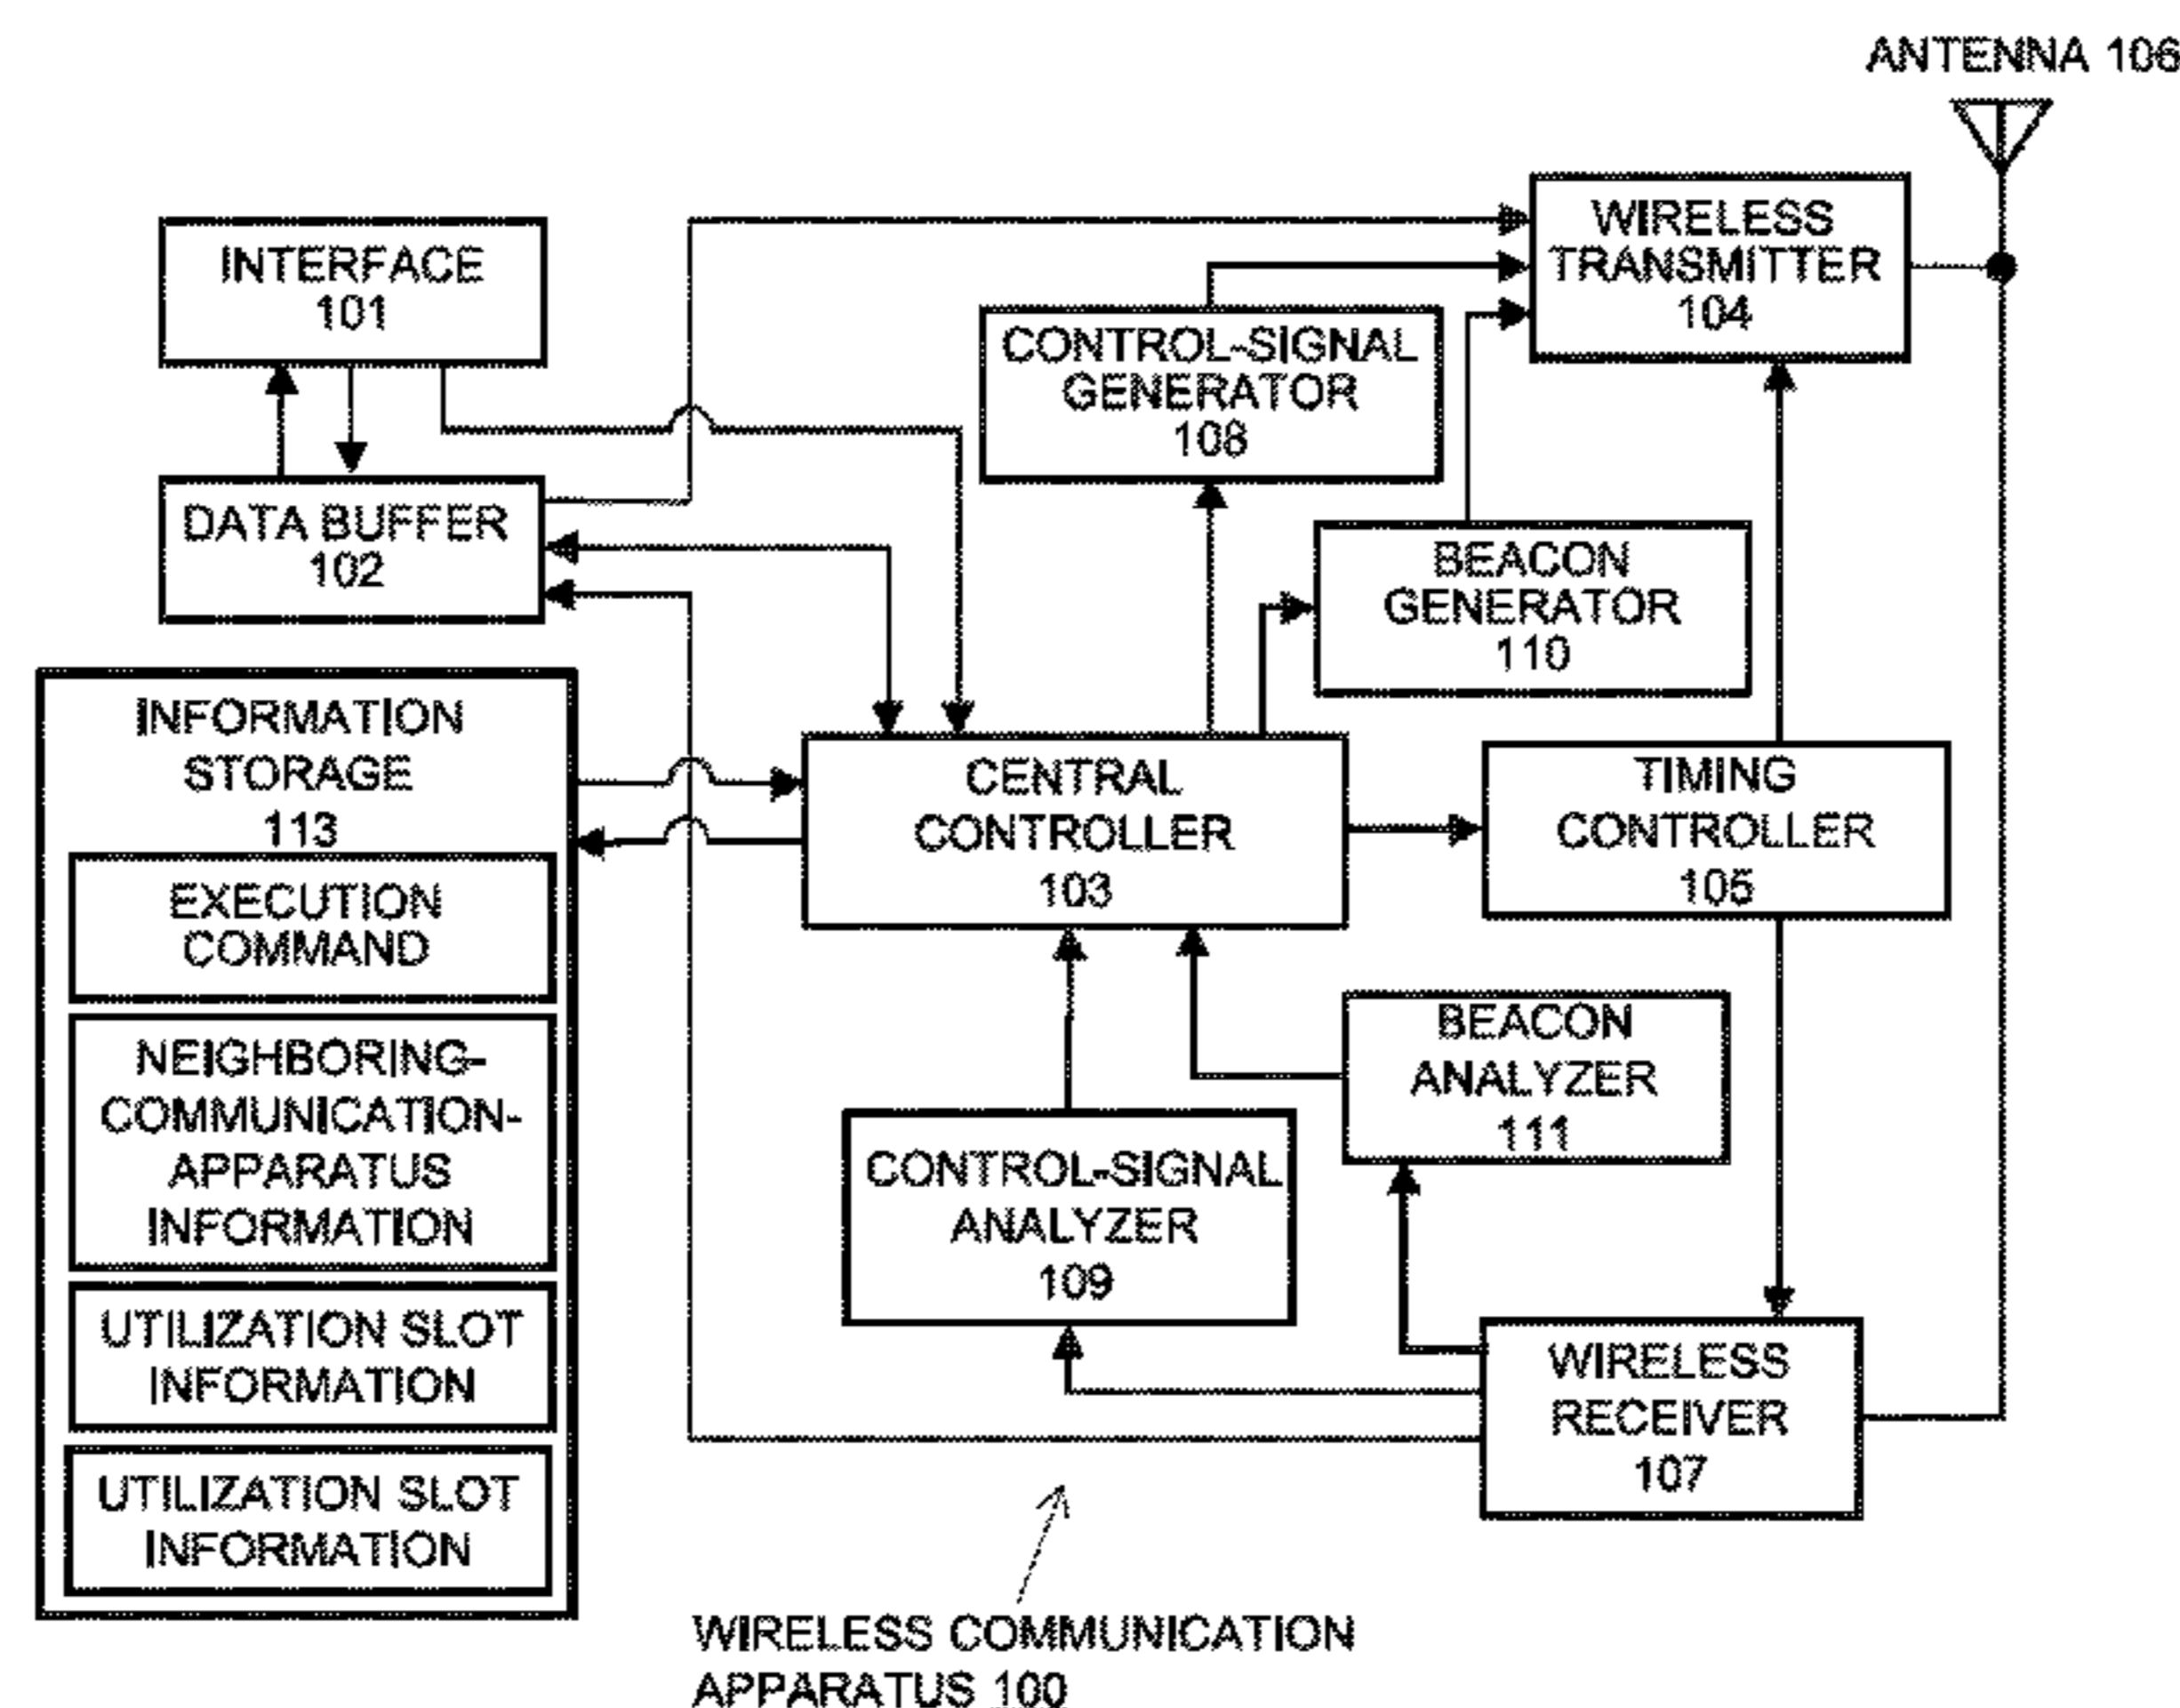 ANTENNA 106
WIRELESS
TRANSMITTER
104
INTERFACE
101
CONTROL-SIGNAL
GENERATOR
108
DATA BUFFER
102
BEACON
GENERATOR
110
INFORMATION
STORAGE
113
CENTRAL
CONTROLLER
103
TIMING
CONTROLLER
105
EXECUTION
COMMAND
NEIGHBORING-
COMMUNICATION-
APPARATUS
INFORMATION
BEACON
ANALYZER
111
CONTROL-SIGNAL
ANALYZER
109
UTILIZATION SLOT
INFORMATION
WIRELESS
RECEIVER
107
UTILIZATION SLOT
INFORMATION
WIRELESS COMMUNICATION
APPARATUS 100